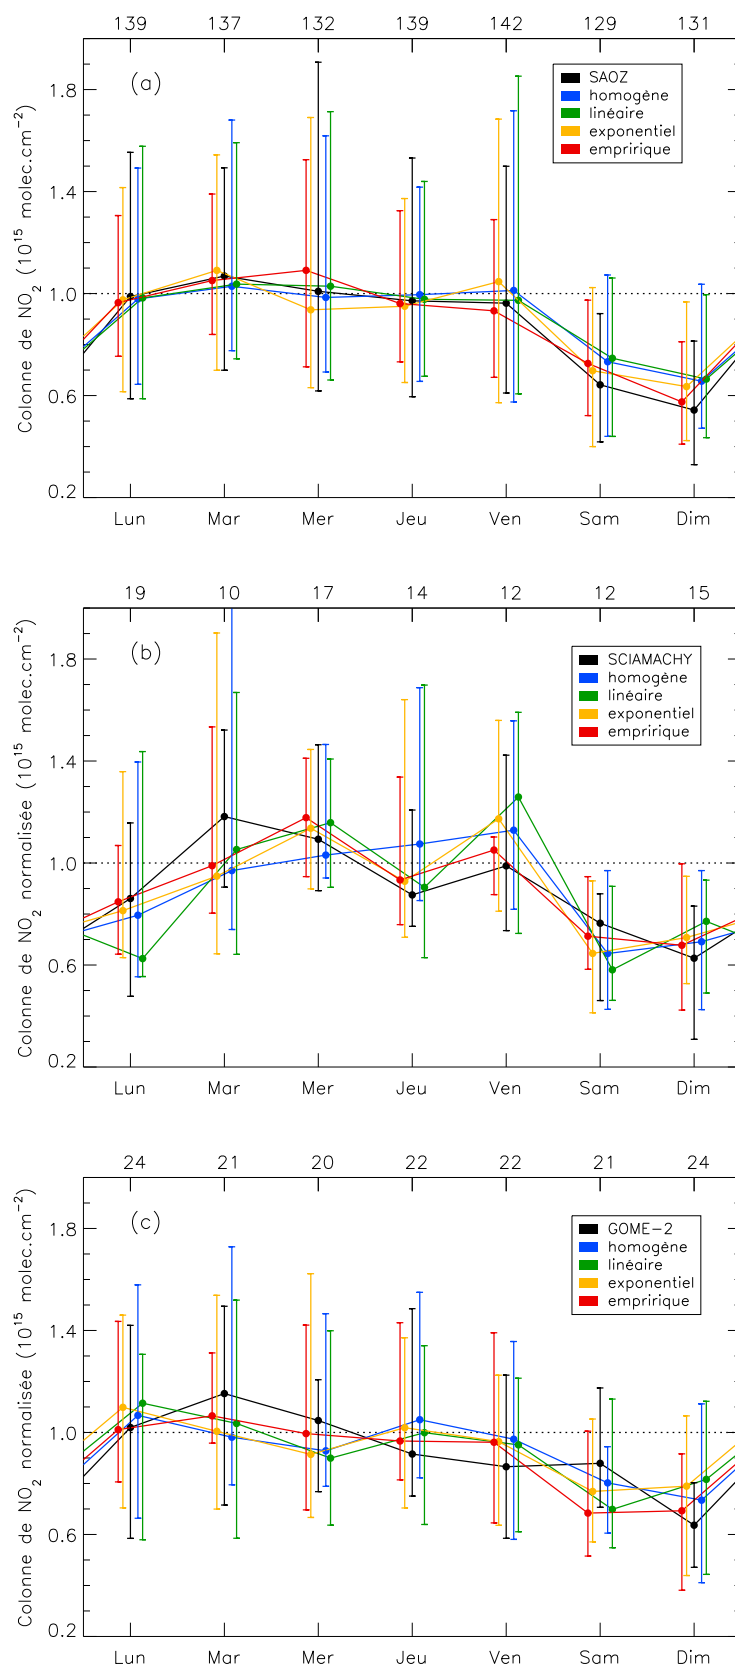 139 137 132 139 142 129 131
(a)
SAOZ
homogène
linéaire
exponentiel
empririque
Colonne de NO2 (10^15 molec.cm^-2)
1.8
1.4
1.0
0.6
0.2
Lun Mar Mer Jeu Ven Sam Dim
19 10 17 14 12 12 15
(b)
SCIAMACHY
homogène
linéaire
exponentiel
empririque
Colonne de NO2 normalisée (10^15 molec.cm^-2)
1.8
1.4
1.0
0.6
0.2
Lun Mar Mer Jeu Ven Sam Dim
24 21 20 22 22 21 24
(c)
GOME-2
homogène
linéaire
exponentiel
empririque
Colonne de NO2 normalisée (10^15 molec.cm^-2)
1.8
1.4
1.0
0.6
0.2
Lun Mar Mer Jeu Ven Sam Dim